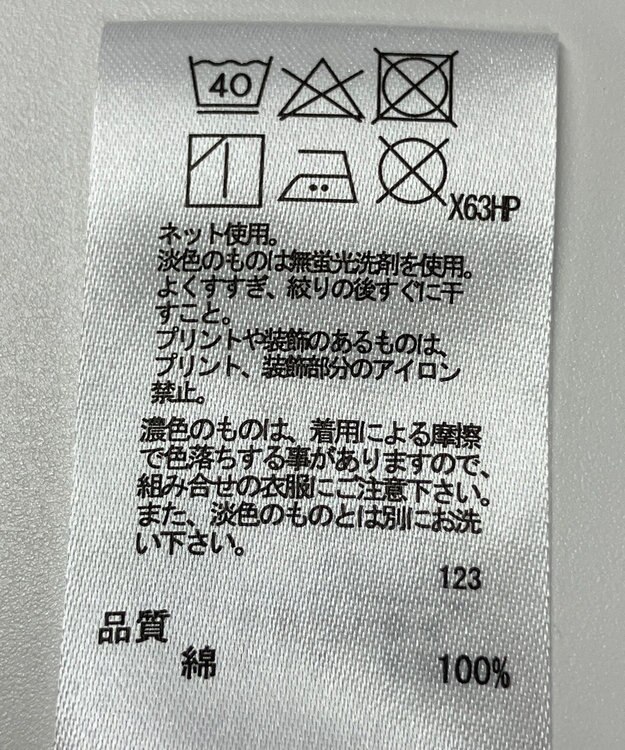 40
X63HP
ネット使用。
淡色のものは無蛍光洗剤を使用。
よくすすぎ、絞りの後すぐに干
すこと。
プリントや装飾のあるものは、
プリント、装飾部分のアイロン
禁止。
濃色のものは、着用による摩擦
で色落ちする事がありますので、
組み合せの衣服にご注意下さい。
また、淡色のものとは別にお洗
い下さい。
123
品質
綿 100%